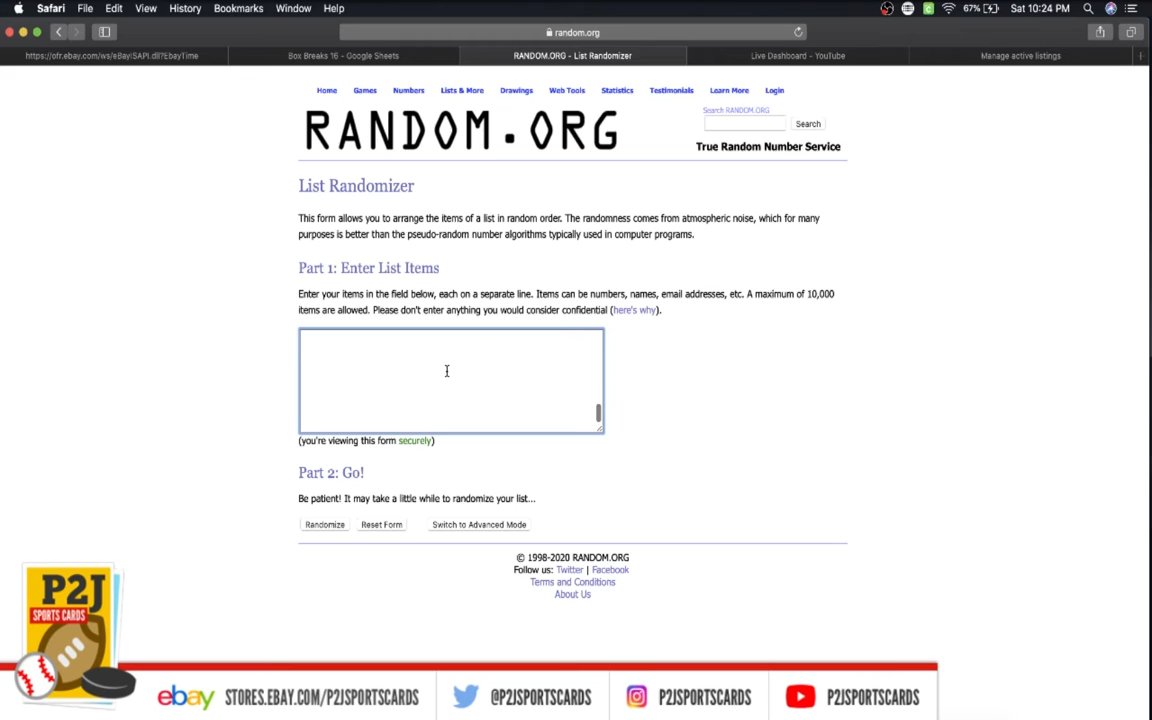 Safari File Edit View History Bookmarks Window Help 67% Sat 10:24 PM
random.org
https://ofr.ebay.com/ws/eBayISAPI.dll?EbayTime Box Breaks 16 - Google Sheets RANDOM.ORG - List Randomizer Live Dashboard - YouTube Manage active listings
Home Games Numbers Lists & More Drawings Web Tools Statistics Testimonials Learn More Login
RANDOM.ORG
Search RANDOM.ORG
Search
True Random Number Service
List Randomizer
This form allows you to arrange the items of a list in random order. The randomness comes from atmospheric noise, which for many
purposes is better than the pseudo-random number algorithms typically used in computer programs.
Part 1: Enter List Items
Enter your items in the field below, each on a separate line. Items can be numbers, names, email addresses, etc. A maximum of 10,000
items are allowed. Please don't enter anything you would consider confidential (here's why).
(you're viewing this form securely)
Part 2: Go!
Be patient! It may take a little while to randomize your list...
Randomize Reset Form Switch to Advanced Mode
© 1998-2020 RANDOM.ORG
Follow us: Twitter | Facebook
Terms and Conditions
About Us
P2J
SPORTS CARDS
ebay STORES.EBAY.COM/P2JSPORTSCARDS @P2JSPORTSCARDS P2JSPORTSCARDS P2JSPORTSCARDS